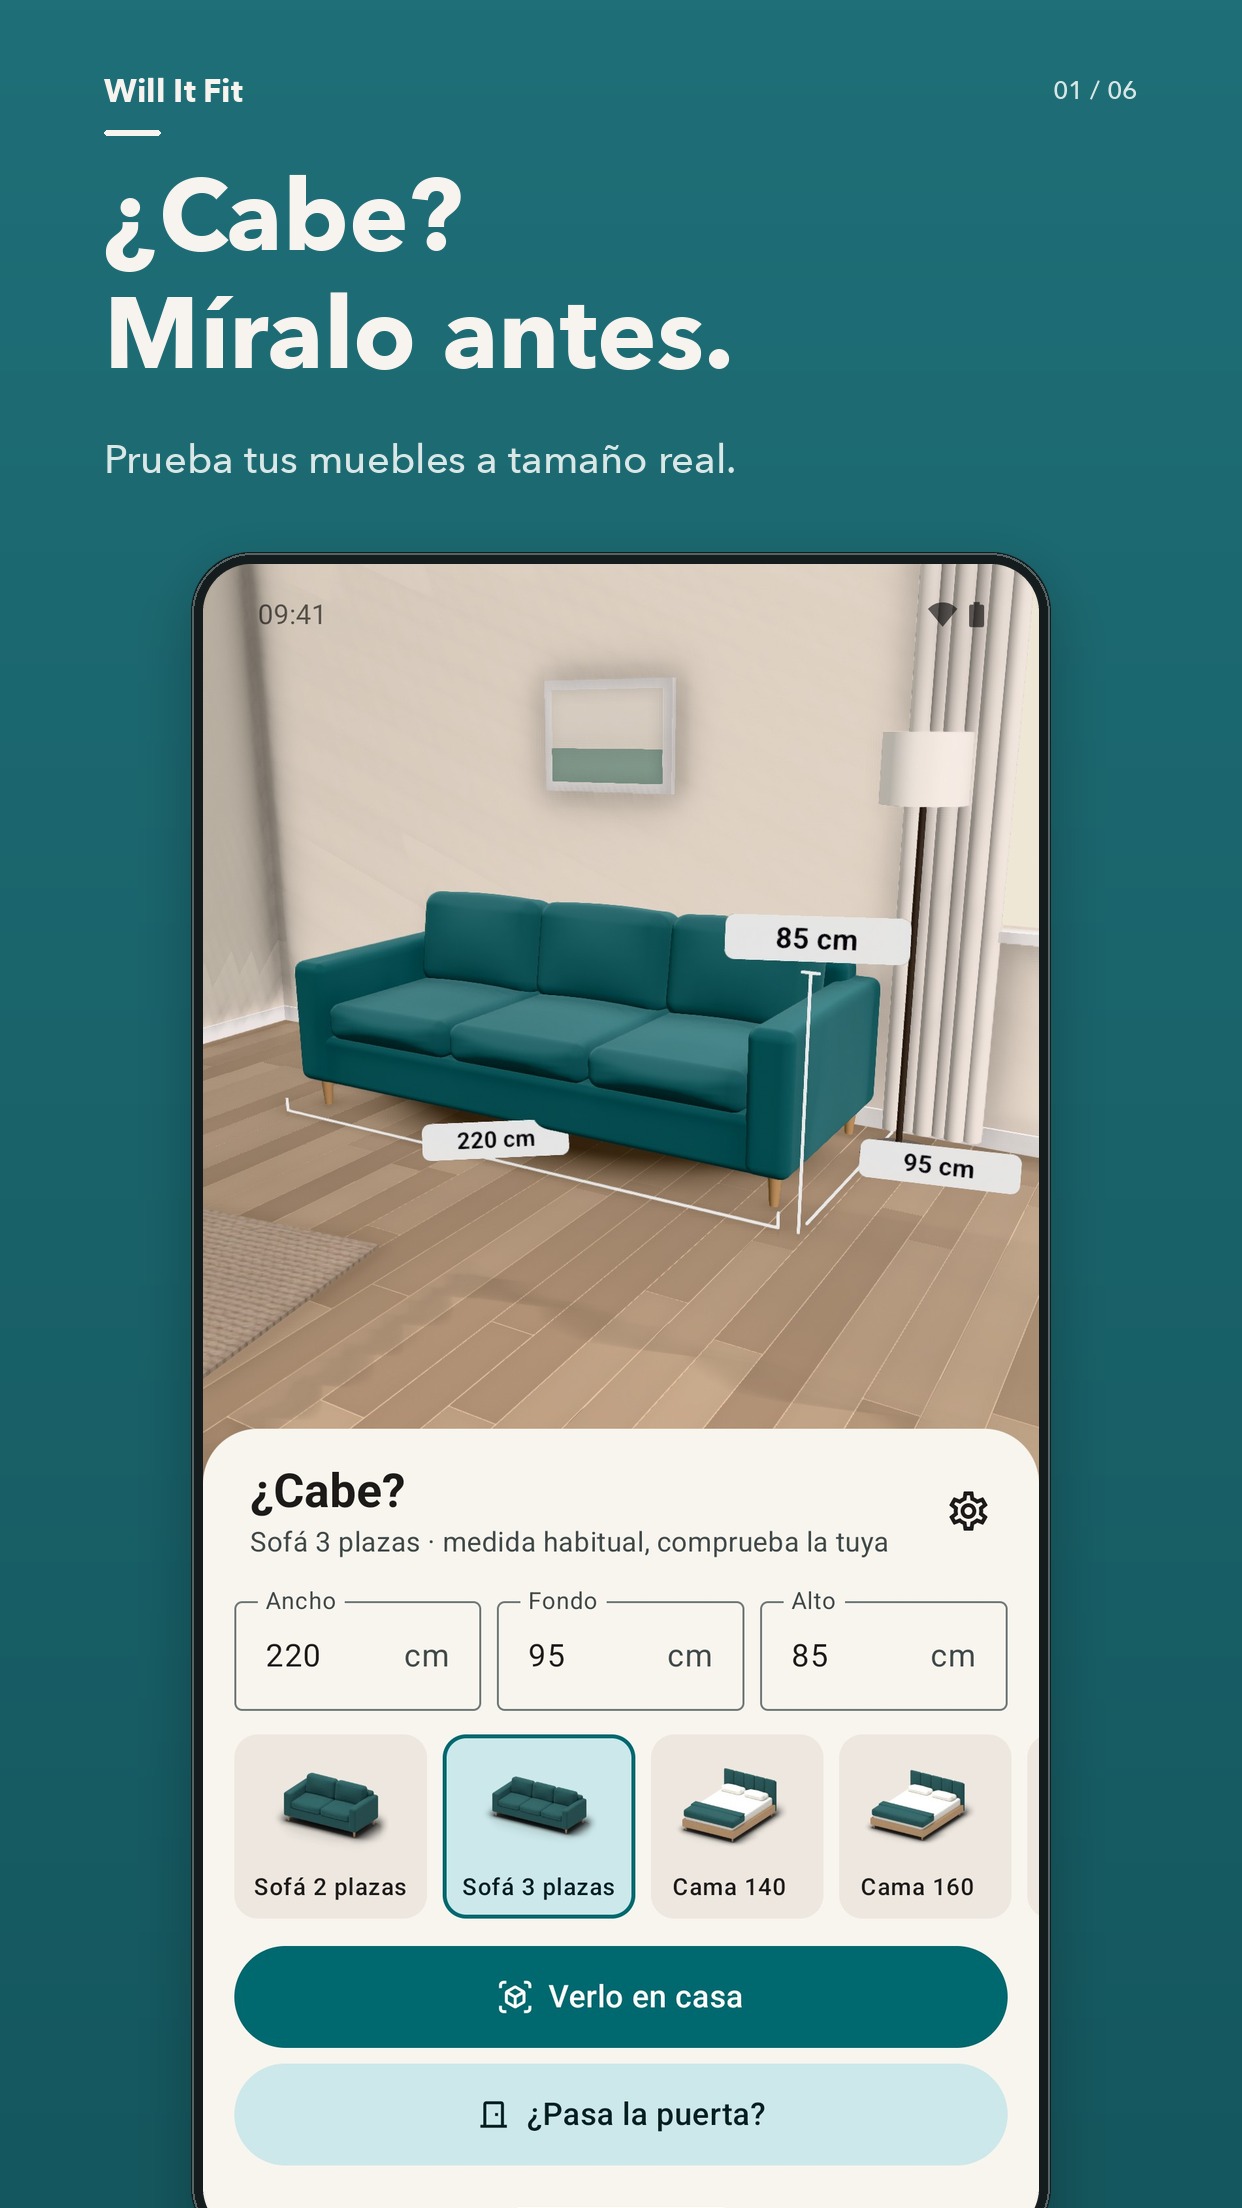 Will It Fit
01 / 06
¿Cabe?
Míralo antes.
Prueba tus muebles a tamaño real.
09:41
85 cm
220 cm
95 cm
¿Cabe?
Sofá 3 plazas · medida habitual, comprueba la tuya
Ancho
Fondo
Alto
220 cm
95 cm
85 cm
Sofá 2 plazas
Sofá 3 plazas
Cama 140
Cama 160
Verlo en casa
¿Pasa la puerta?